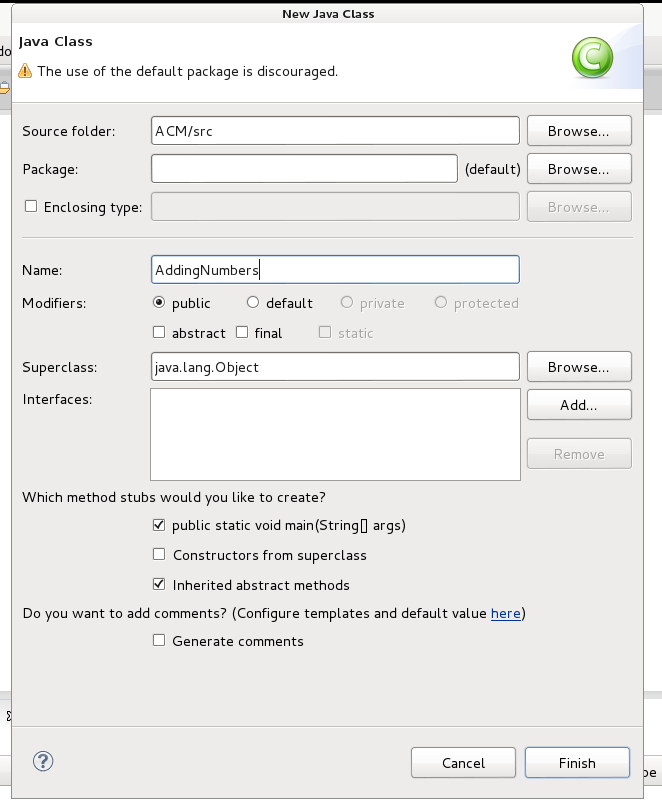 New Java Class
Java Class
The use of the default package is discouraged.
C
do
Source folder: ACM/src Browse...
Package: (default) Browse...
Enclosing type: Browse...
Name: AddingNumbers
Modifiers: public default private protected
abstract final static
Superclass: java.lang.Object Browse...
Interfaces: Add...
Remove
Which method stubs would you like to create?
public static void main(String[] args)
Constructors from superclass
Inherited abstract methods
Do you want to add comments? (Configure templates and default value here)
Generate comments
? Cancel Finish
pe